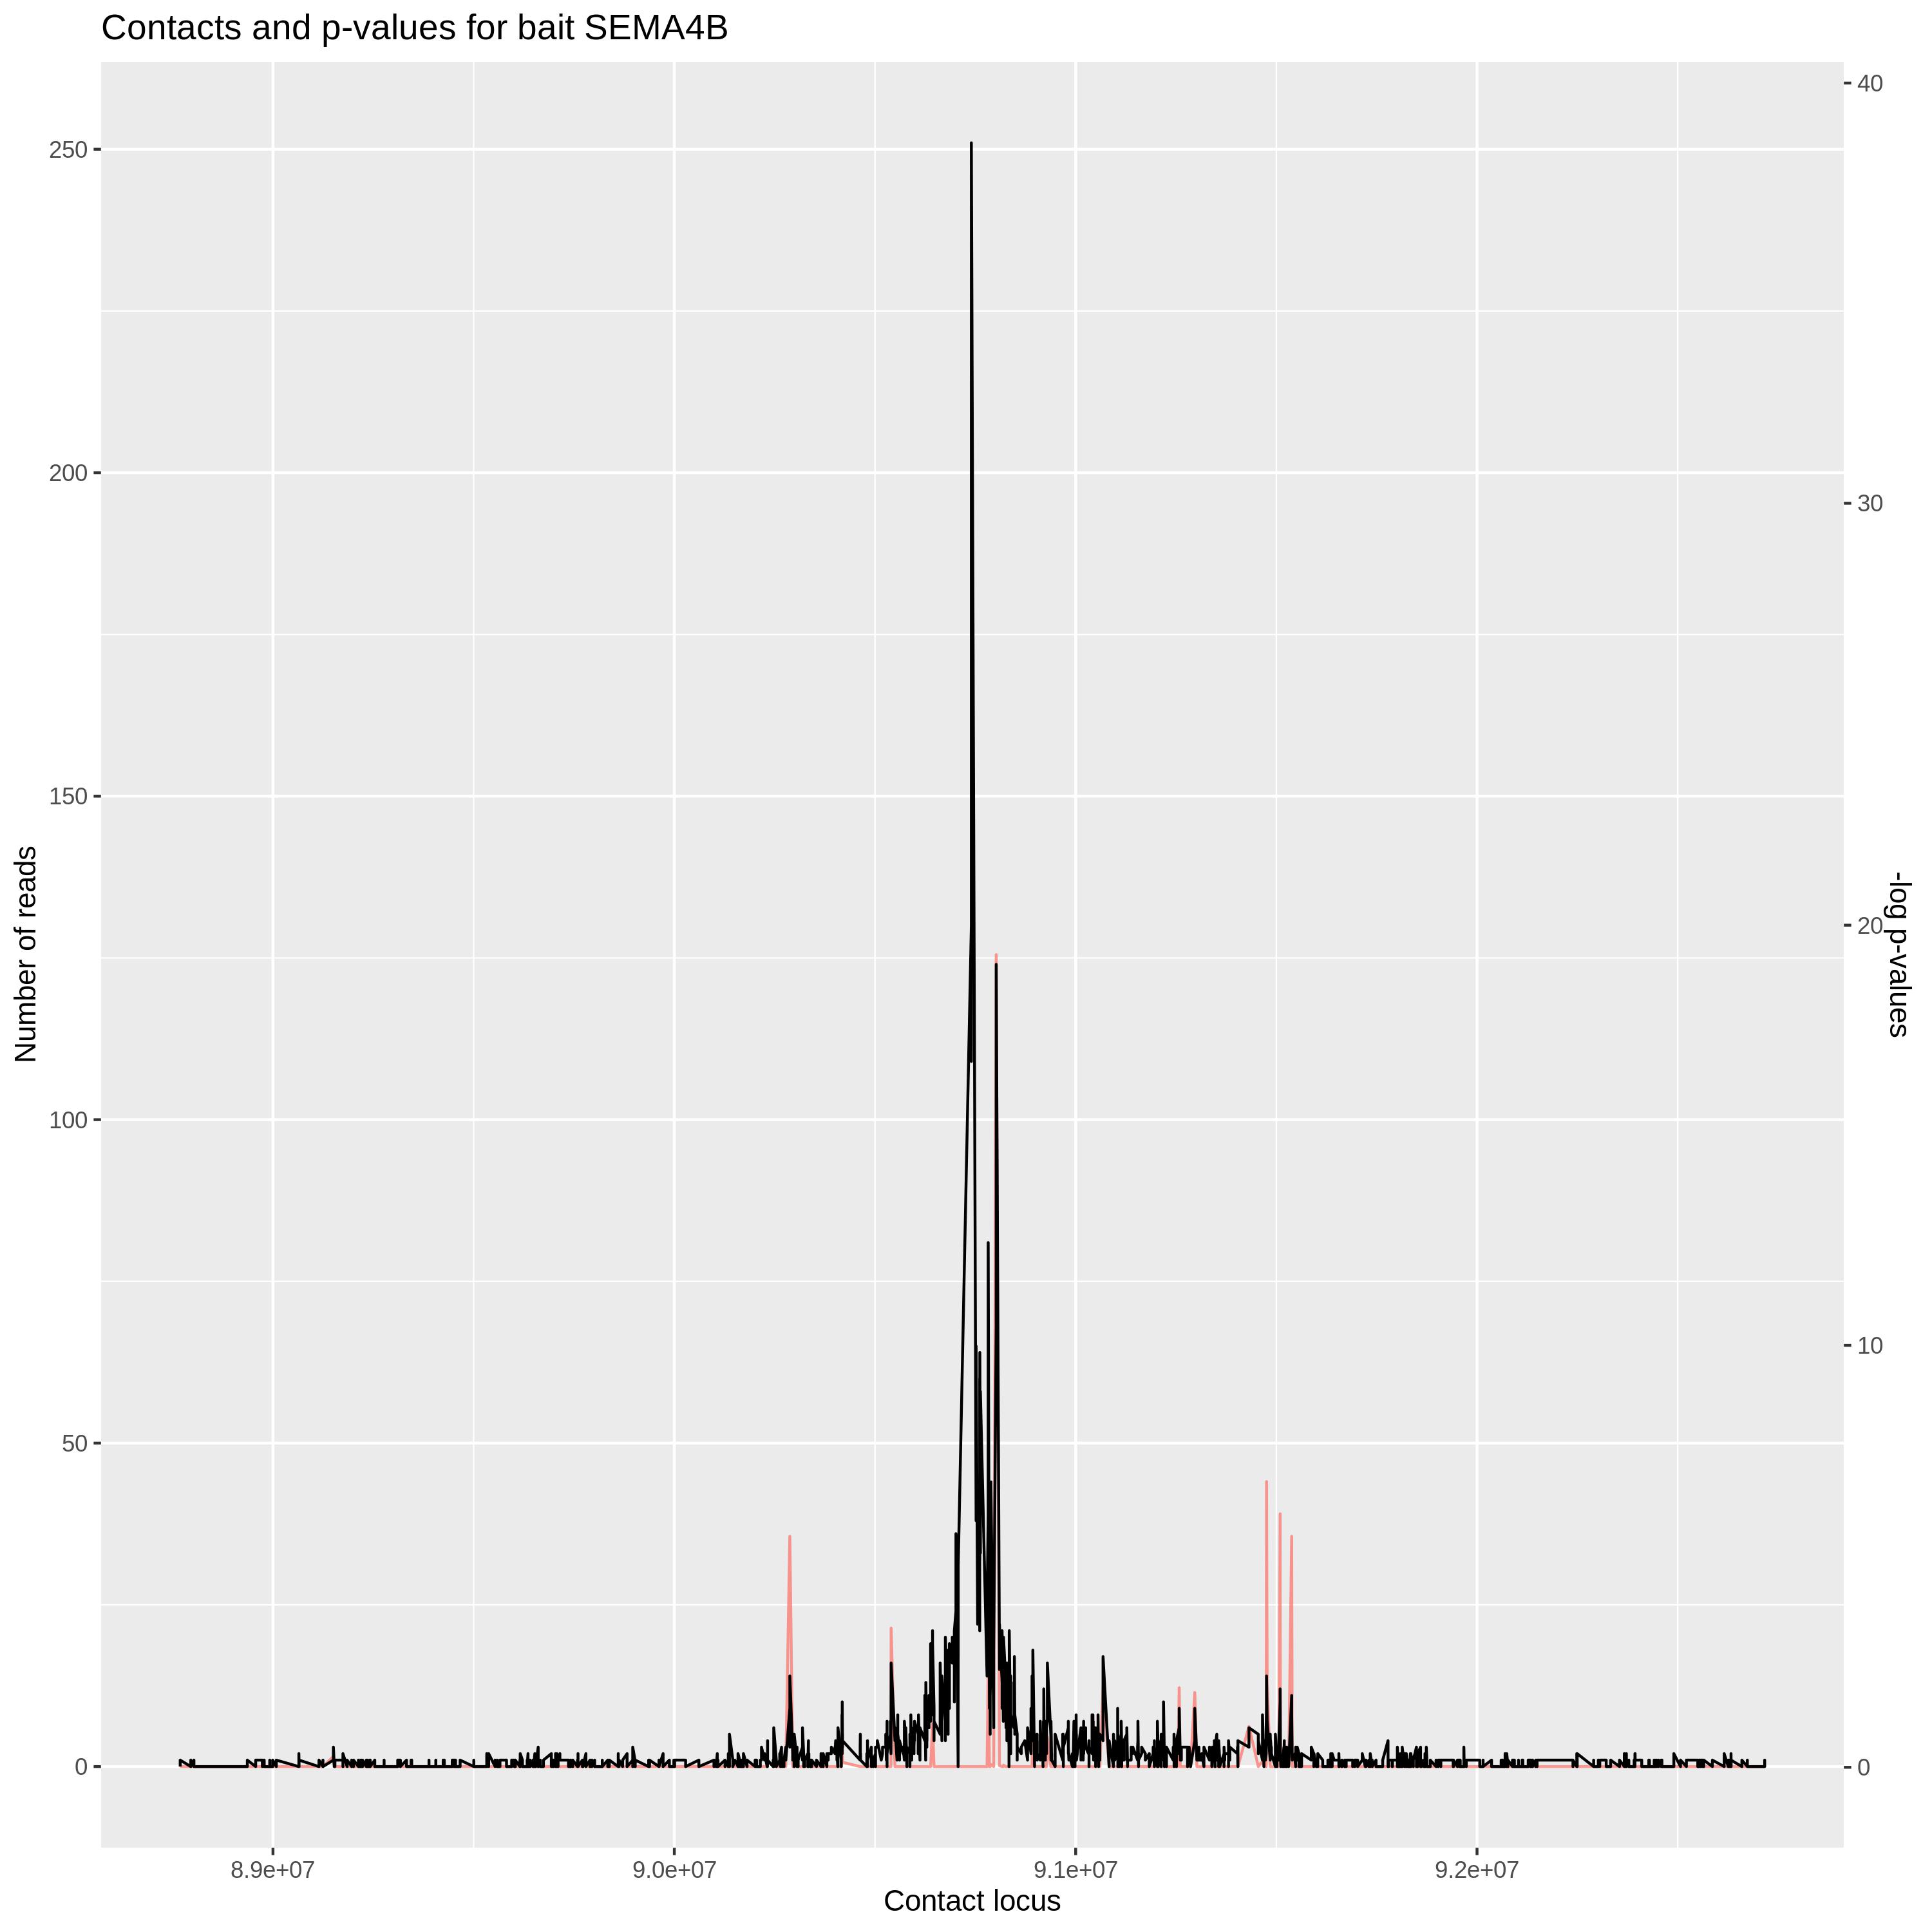 Contacts and p-values for bait SEMA4B
40
250
200
30
150
20
-log p-values
Number of reads
100
10
50
0
0
8.9e+07
9.0e+07
9.1e+07
9.2e+07
Contact locus